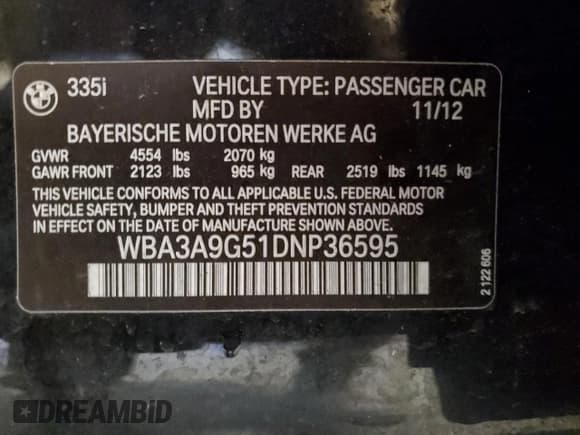 335i VEHICLE TYPE: PASSENGER CAR
MFD BY 11/12
BAYERISCHE MOTOREN WERKE AG
GVWR 4554 lbs 2070 kg
GAWR FRONT 2123 lbs 965 kg REAR 2519 lbs 1145 kg
THIS VEHICLE CONFORMS TO ALL APPLICABLE U.S. FEDERAL MOTOR
VEHICLE SAFETY, BUMPER AND THEFT PREVENTION STANDARDS
IN EFFECT ON THE DATE OF MANUFACTURE SHOWN ABOVE.
WBA3A9G51DNP36595
2 122 606
DREAMBID